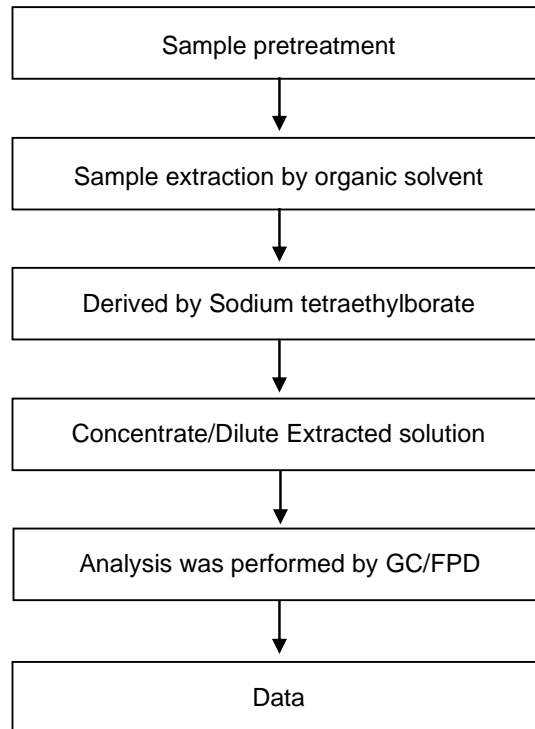 Sample pretreatment
Sample extraction by organic solvent
Derived by Sodium tetraethylborate
Concentrate/Dilute Extracted solution
Analysis was performed by GC/FPD
Data